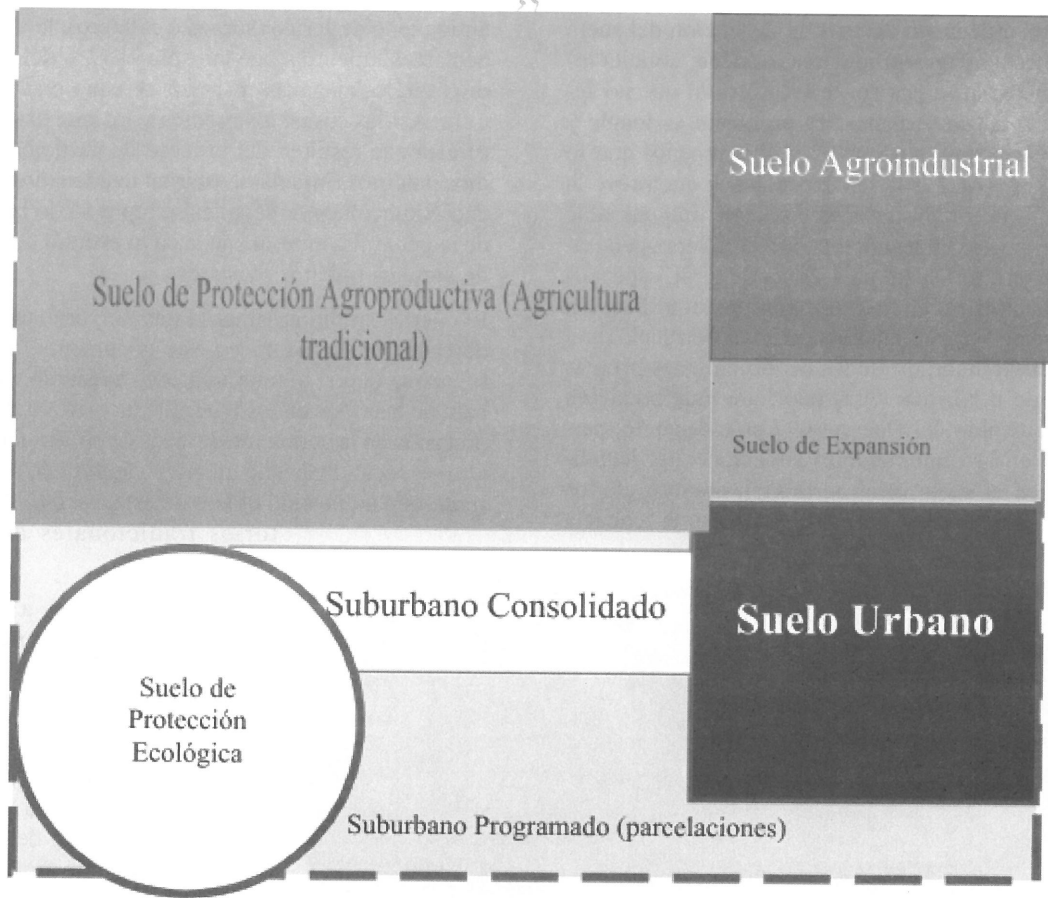 Suelo Agroindustrial
Suelo de Protección Agroproductiva (Agricultura
tradicional)
Suelo de Expansión
Suburbano Consolidado
Suelo Urbano
Suelo de
Protección
Ecológica
Suburbano Programado (parcelaciones)